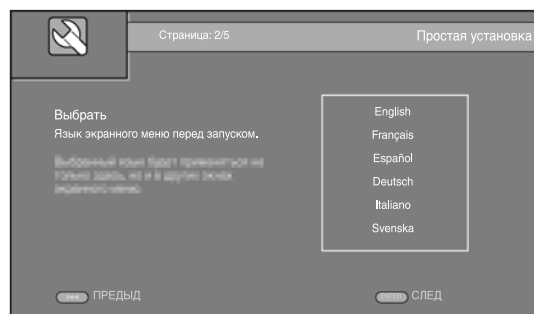 Страница: 2/5
Простая установка
Выбрать
Язык экранного меню перед запуском.
English
Français
Español
Deutsch
Italiano
Svenska
ПРЕДЫД
ENTER СЛЕД